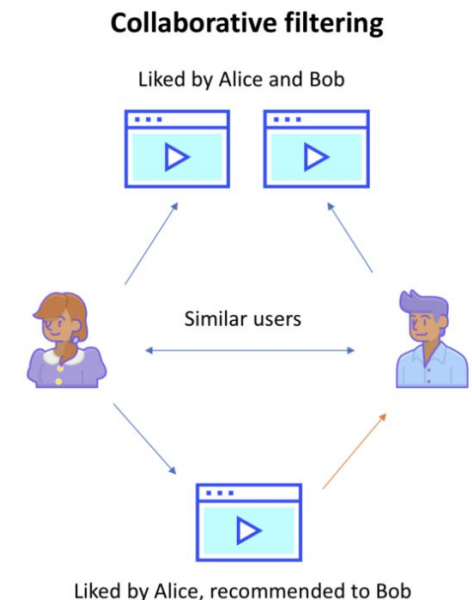 Collaborative filtering
Liked by Alice and Bob
Similar users
Liked by Alice, recommended to Bob